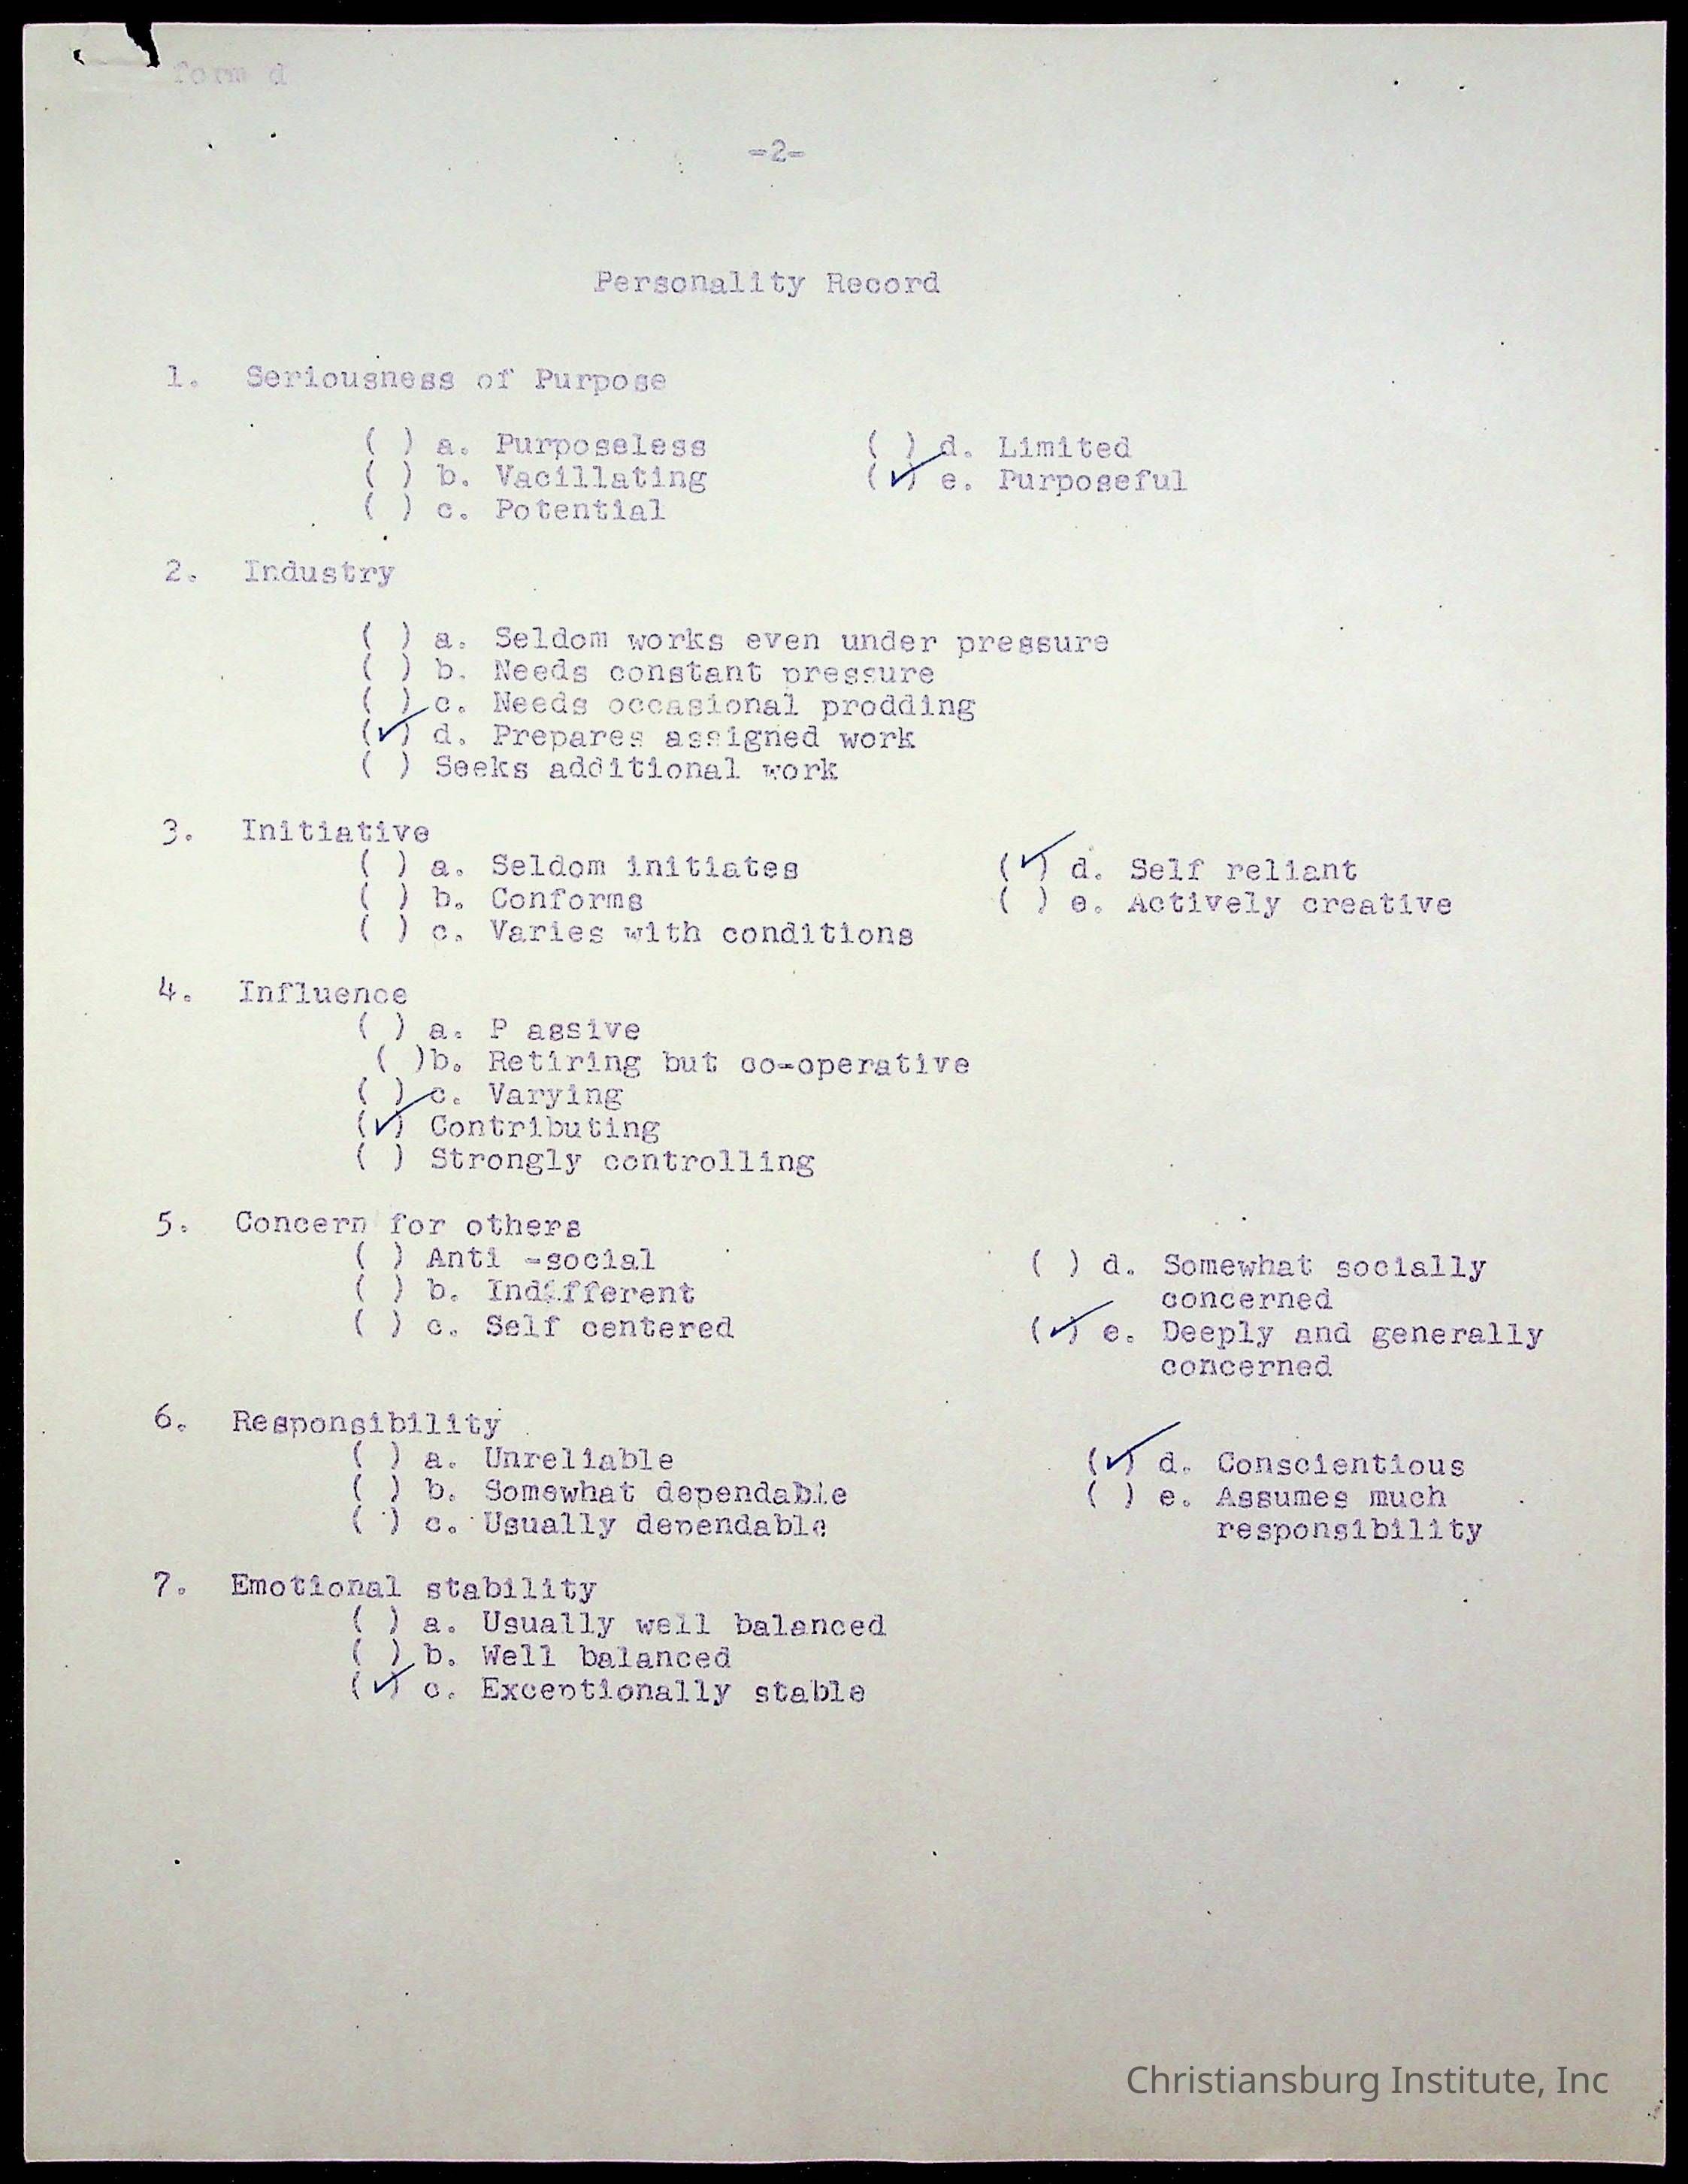 form d
-2-
Personality Record
1. Seriousness of Purpose
( ) a. Purposeless ( ) d. Limited
( ) b. Vacillating (✓) e. Purposeful
( ) c. Potential
2. Industry
( ) a. Seldom works even under pressure
( ) b. Needs constant pressure
( ) c. Needs occasional prodding
(✓) d. Prepares assigned work
( ) Seeks additional work
3. Initiative
( ) a. Seldom initiates (✓) d. Self reliant
( ) b. Conforms ( ) e. Actively creative
( ) c. Varies with conditions
4. Influence
( ) a. P assive
( )b. Retiring but co-operative
( ) c. Varying
(✓) Contributing
( ) Strongly controlling
5. Concern for others
( ) Anti -social ( ) d. Somewhat socially
( ) b. Indifferent concerned
( ) c. Self centered (✓) e. Deeply and generally
concerned
6. Responsibility
( ) a. Unreliable (✓) d. Conscientious
( ) b. Somewhat dependable ( ) e. Assumes much
( ) c. Usually dependable responsibility
7. Emotional stability
( ) a. Usually well balanced
( ) b. Well balanced
(✓) c. Exceptionally stable
Christiansburg Institute, Inc